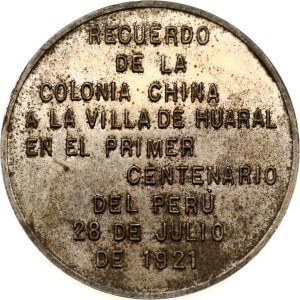 RECUERDO
DE LA
COLONIA CHINA
A LA VILLA DE HUARAL
EN EL PRIMER
CENTENARIO
DEL PERÚ
28 DE JULIO
DE 1921